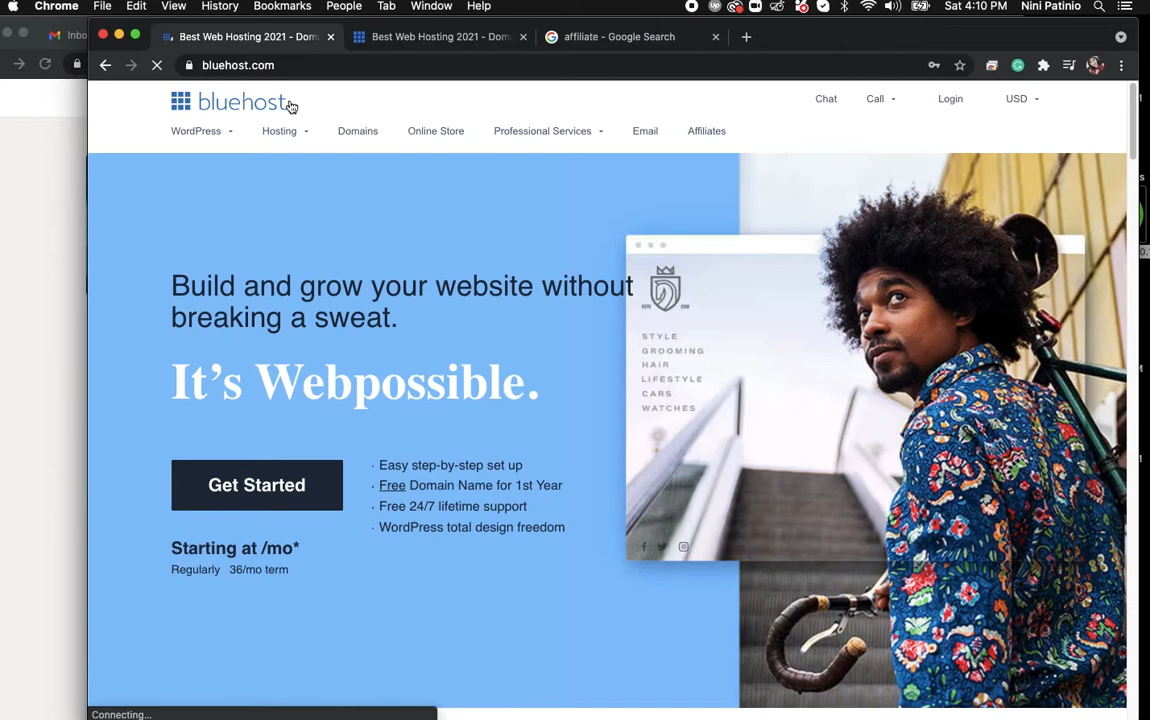 Chrome File Edit View History Bookmarks People Tab Window Help Sat 4:10 PM Nini Patinio
Inbo
Best Web Hosting 2021 - Dom
Best Web Hosting 2021 - Dom
affiliate - Google Search
bluehost.com
bluehost
Chat Call Login USD
WordPress Hosting Domains Online Store Professional Services Email Affiliates
Build and grow your website without
breaking a sweat.
It's Webpossible.
STYLE
GROOMING
HAIR
LIFESTYLE
CARS
WATCHES
Get Started
· Easy step-by-step set up
· Free Domain Name for 1st Year
· Free 24/7 lifetime support
· WordPress total design freedom
Starting at /mo*
Regularly 36/mo term
Connecting...